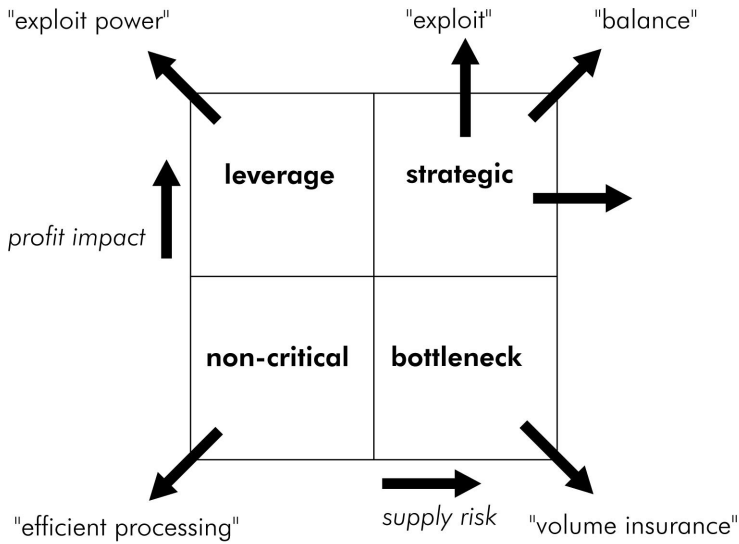 "exploit power"
"exploit"
"balance"
leverage
strategic
profit impact
non-critical
bottleneck
"efficient processing"
supply risk
"volume insurance"